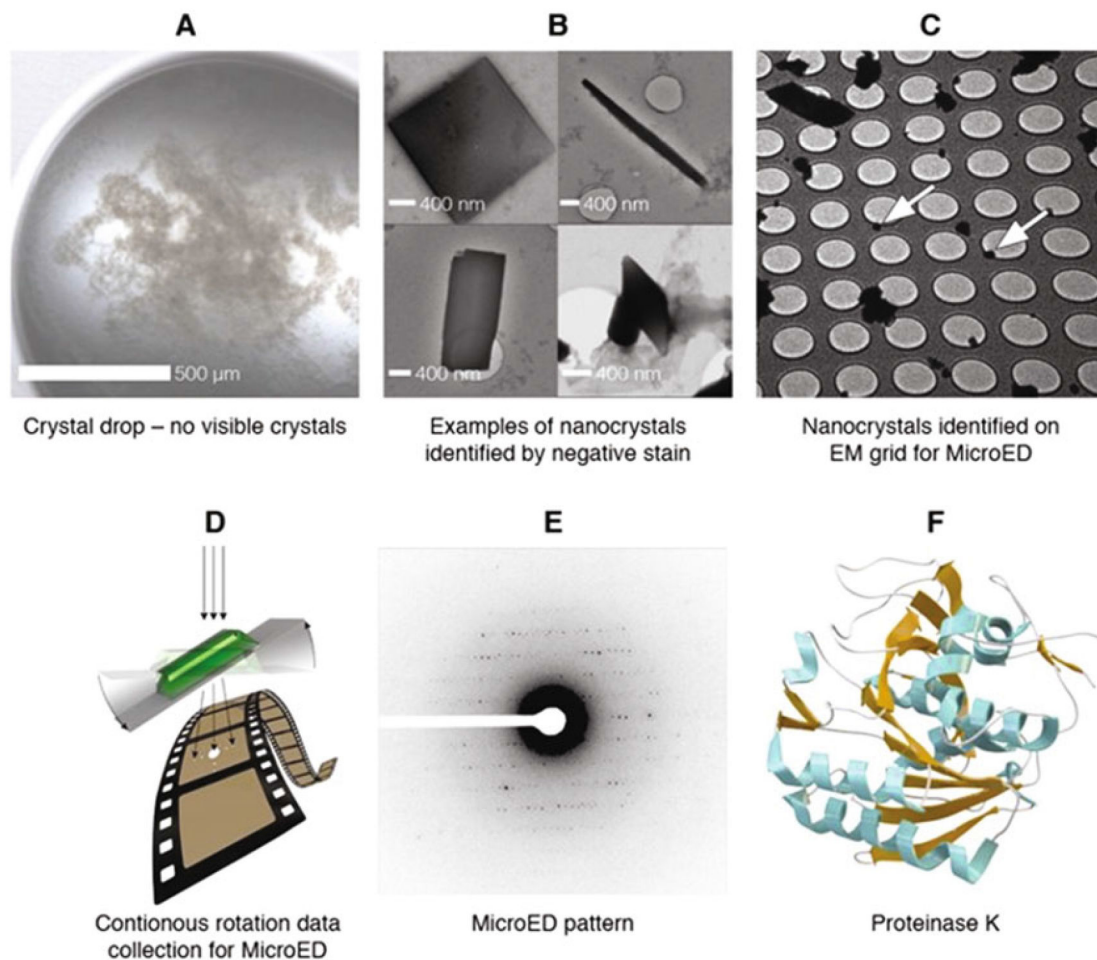 A
B
C
500 µm
400 nm
400 nm
400 nm
400 nm
Crystal drop – no visible crystals
Examples of nanocrystals
identified by negative stain
Nanocrystals identified on
EM grid for MicroED
D
E
F
Contionous rotation data
collection for MicroED
MicroED pattern
Proteinase K